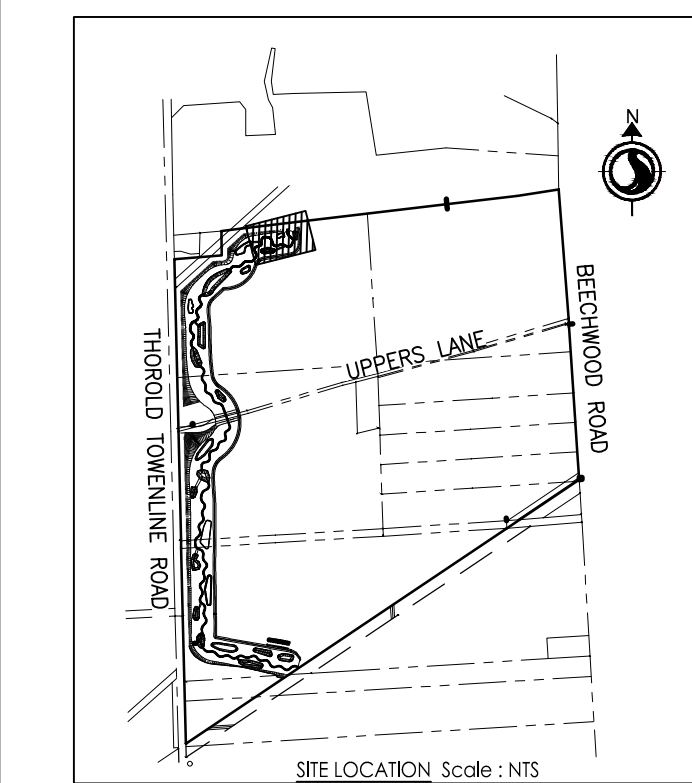 N
BEECHWOOD ROAD
UPPERS LANE
THOROLD TOWENLINE ROAD
SITE LOCATION Scale : NTS